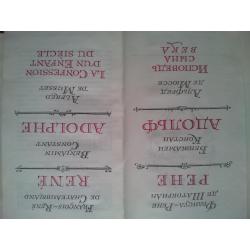 ФРАНСУА-РЕНЕ
ДЕ ШАТОБРИАН
РЕНЕ
БЕНЖАМЕН
КОНСТАН
АДОЛЬФ
АЛЬФРЕД
ДЕ МЮССЕ
ИСПОВЕДЬ
СЫНА
ВЕКА
FRANÇOIS-RENÉ
DE CHATEAUBRIAND
RENÉ
BENJAMIN
CONSTANT
ADOLPHE
ALFRED
DE MUSSET
LA CONFESSION
D'UN ENFANT
DU SIÈCLE